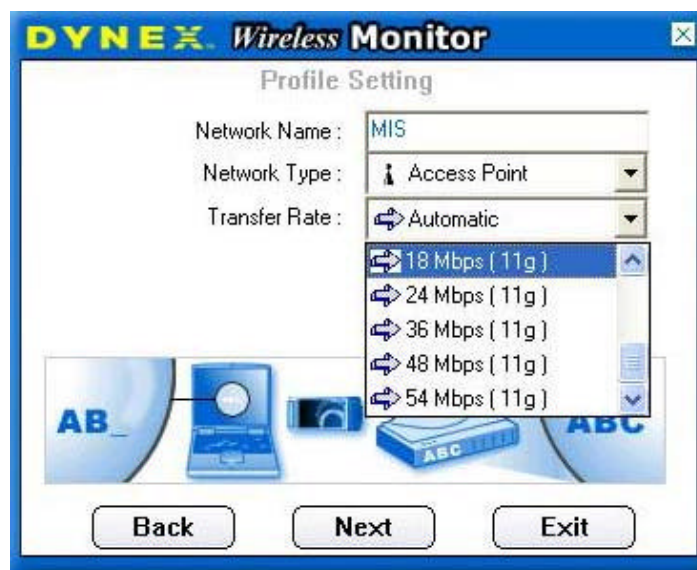 DYNEX Wireless Monitor
Profile Setting
Network Name : MIS
Network Type : Access Point
Transfer Rate : Automatic
18 Mbps ( 11g )
24 Mbps ( 11g )
36 Mbps ( 11g )
48 Mbps ( 11g )
54 Mbps ( 11g )
AB_
ABC
ABC
Back Next Exit